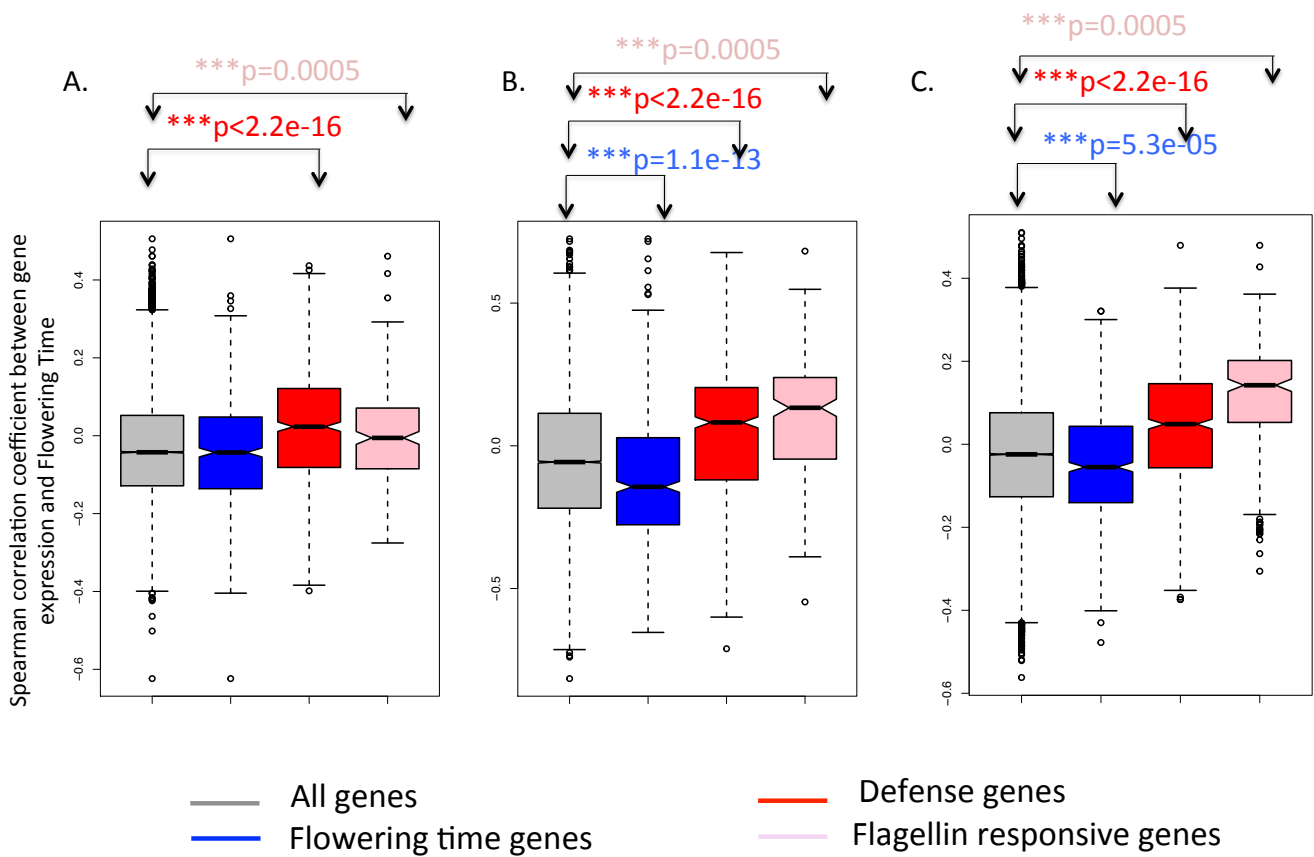 A.
***p=0.0005
***p<2.2e-16
B.
***p=0.0005
***p<2.2e-16
***p=1.1e-13
C.
***p=0.0005
***p<2.2e-16
***p=5.3e-05
Spearman correlation coefficient between gene
expression and Flowering Time
0.4
0.2
0.0
−0.2
−0.4
−0.6
0.5
0.0
−0.5
0.4
0.2
0.0
−0.2
−0.4
−0.6
All genes
Flowering time genes
Defense genes
Flagellin responsive genes